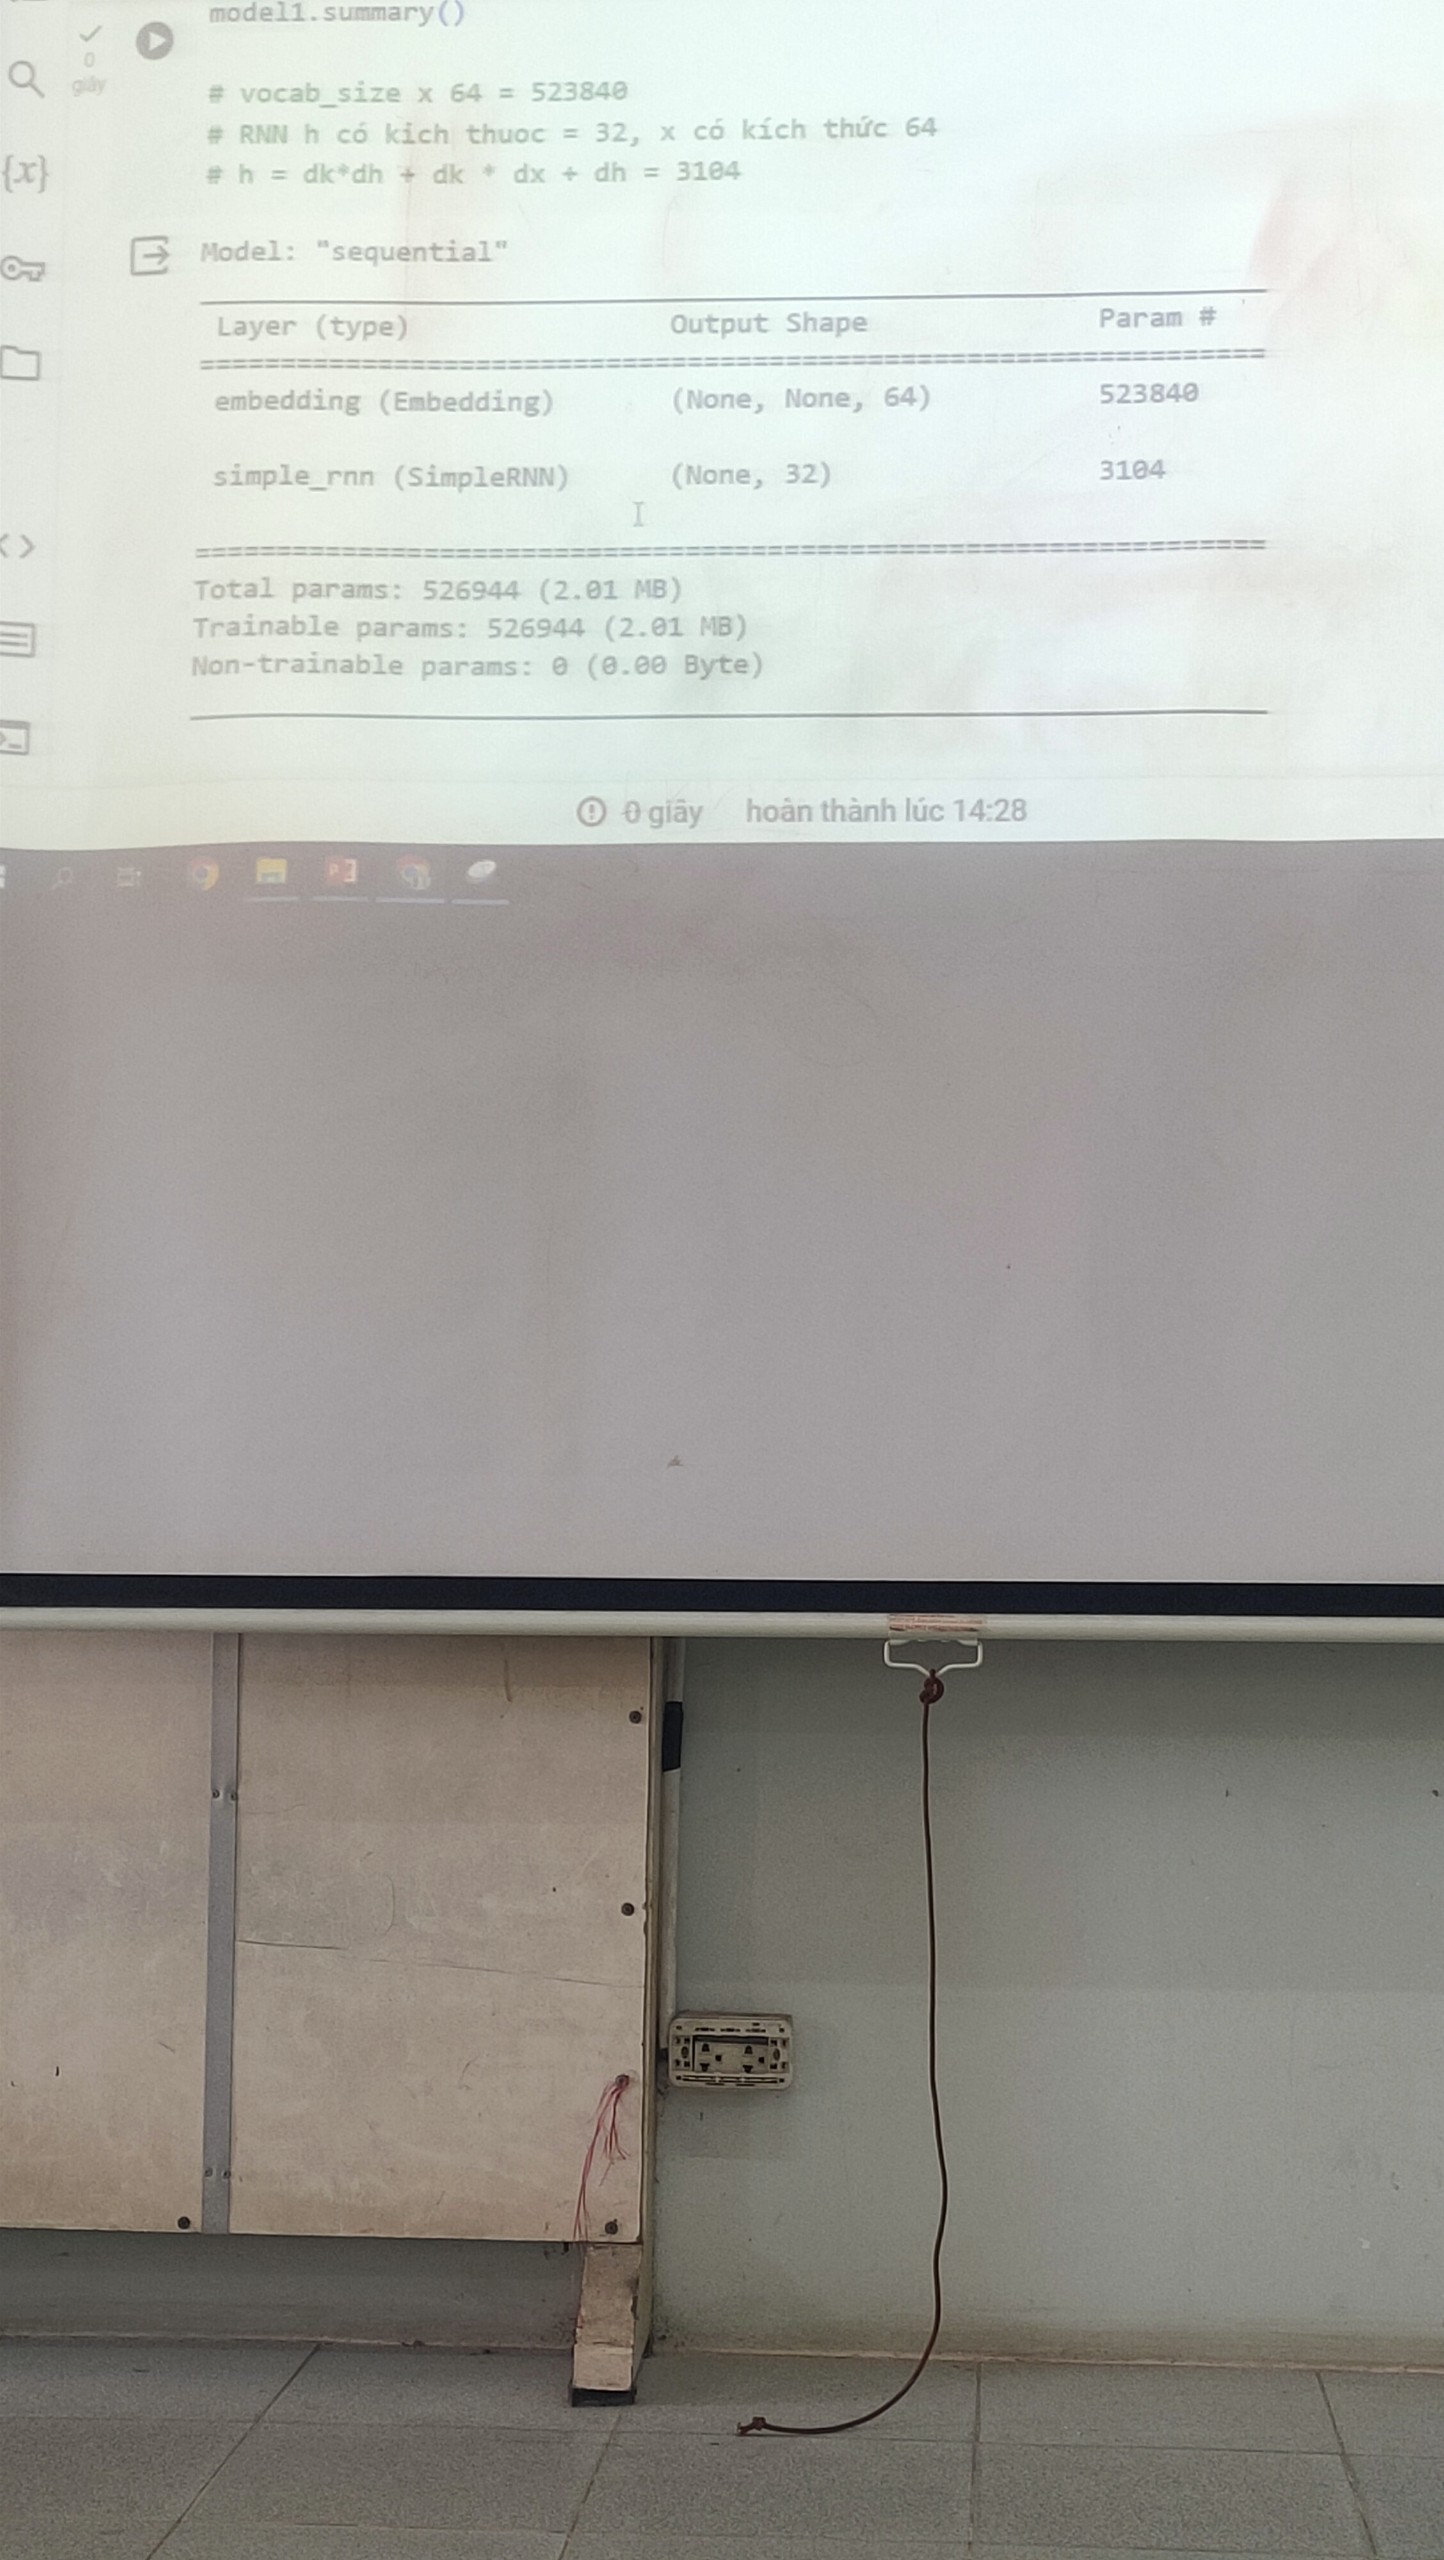 model1.summary()
0
giây
# vocab_size x 64 = 523840
# RNN h có kich thuoc = 32, x có kích thức 64
# h = dk*dh + dk * dx + dh = 3104
{x}
Model: "sequential"
Layer (type) Output Shape Param #
=================================================================
embedding (Embedding) (None, None, 64) 523840
simple_rnn (SimpleRNN) (None, 32) 3104
=================================================================
Total params: 526944 (2.01 MB)
Trainable params: 526944 (2.01 MB)
Non-trainable params: 0 (0.00 Byte)
0 giây hoàn thành lúc 14:28